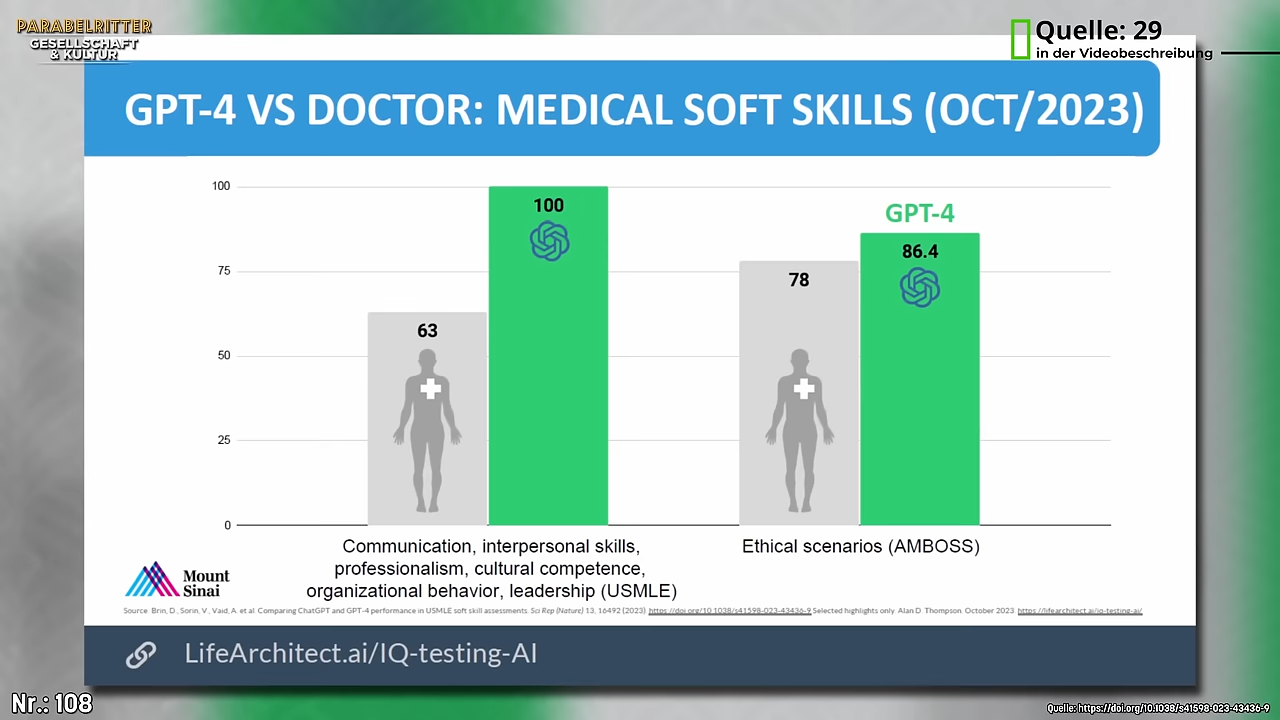 PARABELRITTER
GESELLSCHAFT
& KULTUR
Quelle: 29
in der Videobeschreibung
GPT-4 VS DOCTOR: MEDICAL SOFT SKILLS (OCT/2023)
100
75
50
25
0
63
100
78
GPT-4
86.4
Communication, interpersonal skills,
professionalism, cultural competence,
organizational behavior, leadership (USMLE)
Ethical scenarios (AMBOSS)
Mount
Sinai
Source: Brin, D., Sorin, V., Vaid, A. et al. Comparing ChatGPT and GPT-4 performance in USMLE soft skill assessments. Sci Rep (Nature) 13, 16492 (2023). https://doi.org/10.1038/s41598-023-43436-9 Selected highlights only. Alan D. Thompson. October 2023. https://lifearchitect.ai/iq-testing-ai/
LifeArchitect.ai/IQ-testing-AI
Nr.: 108
Quelle: https://doi.org/10.1038/s41598-023-43436-9